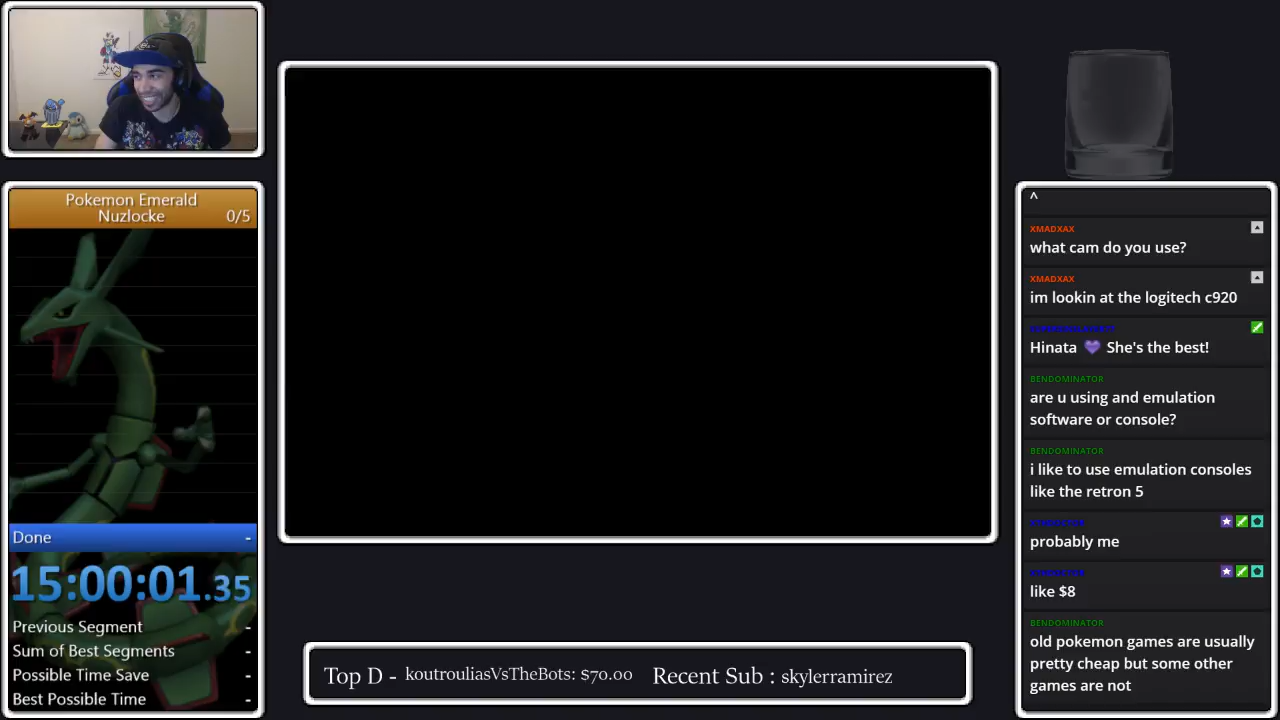 Pokemon Emerald
Nuzlocke 0/5
Done -
15:00:01.35
Previous Segment -
Sum of Best Segments -
Possible Time Save -
Best Possible Time -
Top D - koutrouliasVsTheBots: $70.00 Recent Sub : skylerramirez
^
XMADXAX
what cam do you use?
XMADXAX
im lookin at the logitech c920
Hinata 💜 She's the best!
BENDOMINATOR
are u using and emulation
software or console?
BENDOMINATOR
i like to use emulation consoles
like the retron 5
probably me
like $8
BENDOMINATOR
old pokemon games are usually
pretty cheap but some other
games are not